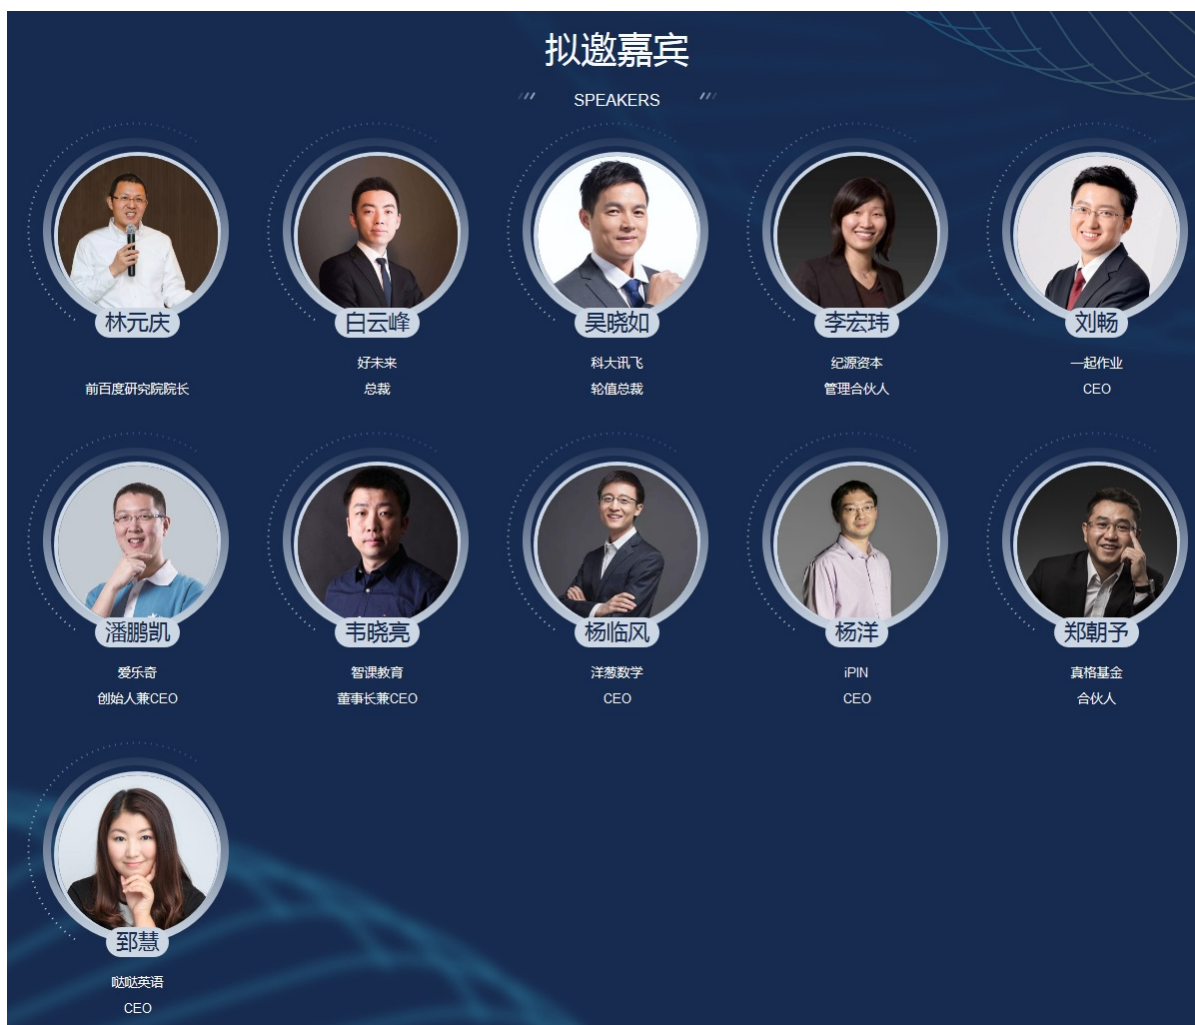 拟邀嘉宾
SPEAKERS
林元庆
白云峰
吴晓如
李宏玮
刘畅
好未来
科大讯飞
纪源资本
一起作业
前百度研究院院长
总裁
轮值总裁
管理合伙人
CEO
潘鹏凯
韦晓亮
杨临风
杨洋
郑朝予
爱乐奇
智课教育
洋葱数学
iPIN
真格基金
创始人兼CEO
董事长兼CEO
CEO
CEO
合伙人
郅慧
哒哒英语
CEO